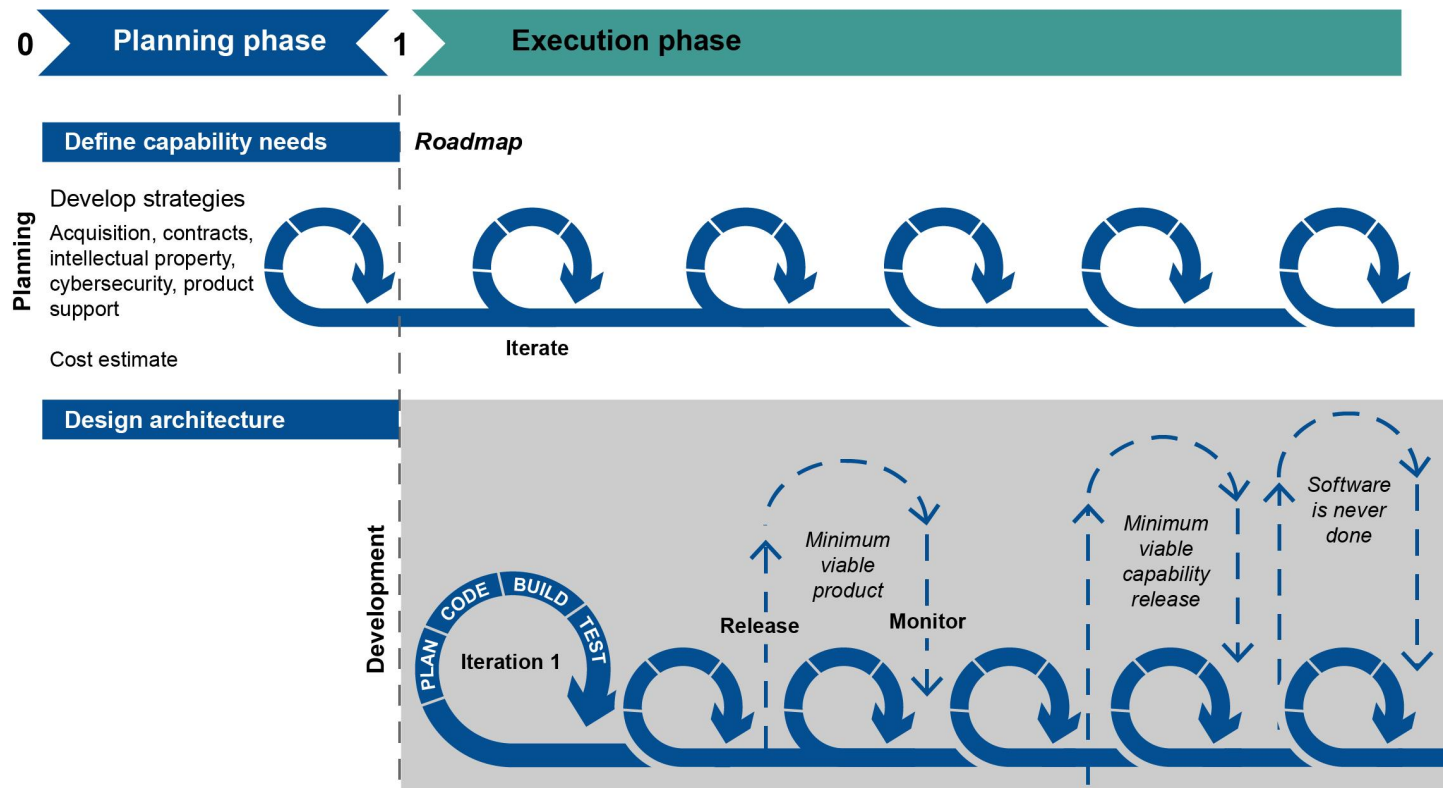 0
Planning phase
1
Execution phase
Define capability needs
Roadmap
Planning
Develop strategies
Acquisition, contracts,
intellectual property,
cybersecurity, product
support
Iterate
Cost estimate
Design architecture
Development
PLAN
CODE
BUILD
TEST
Iteration 1
Release
Minimum
viable
product
Monitor
Minimum
viable
capability
release
Software
is never
done